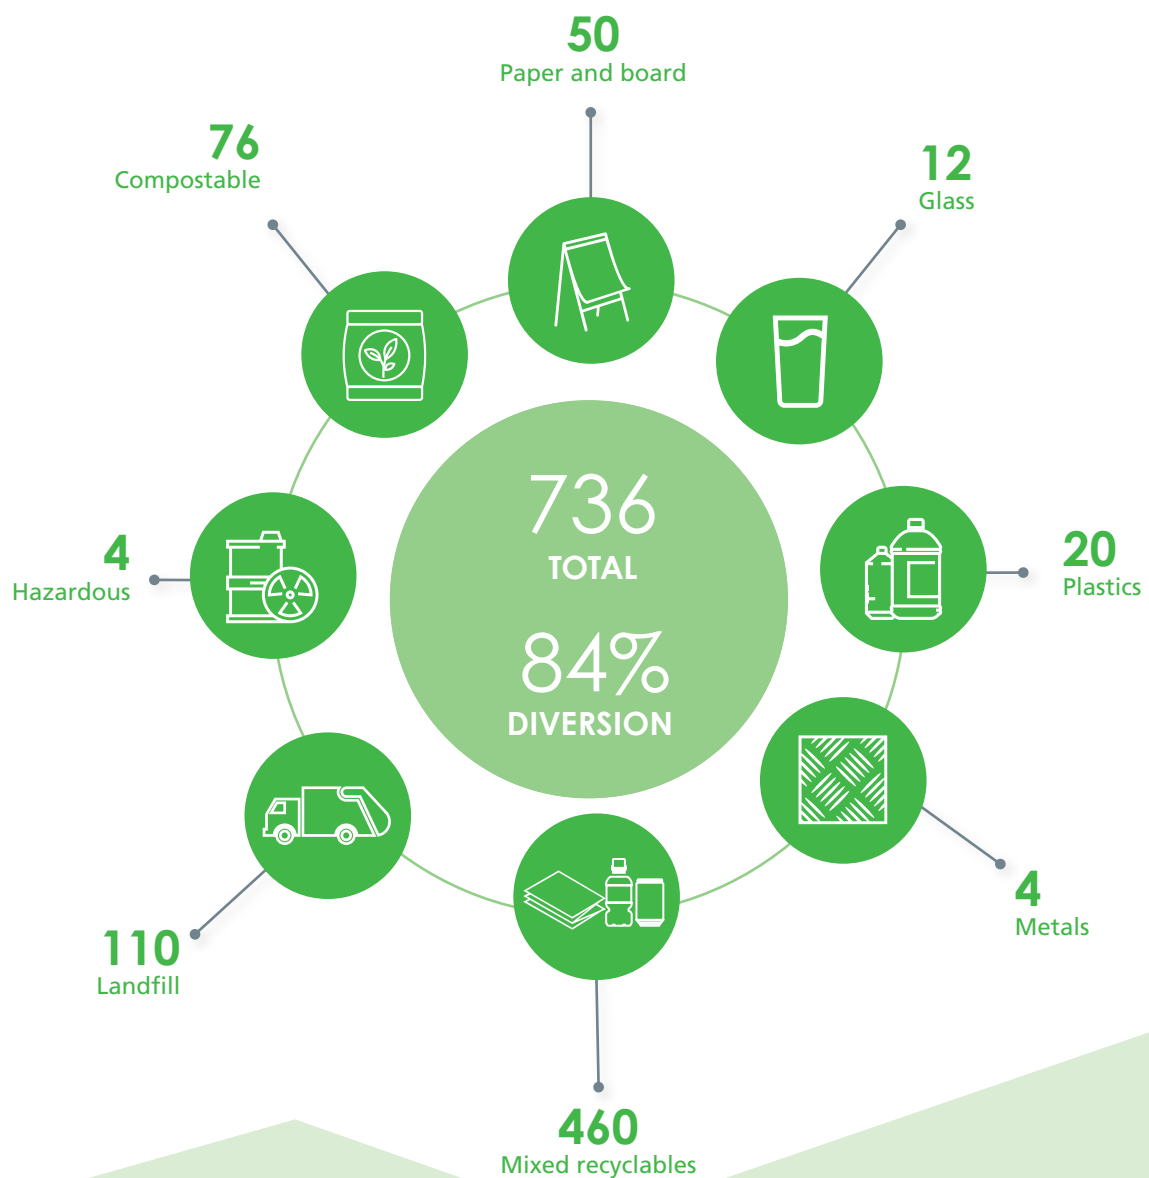 50
Paper and board
76
Compostable
12
Glass
736
TOTAL
84%
DIVERSION
4
Hazardous
20
Plastics
4
Metals
110
Landfill
460
Mixed recyclables